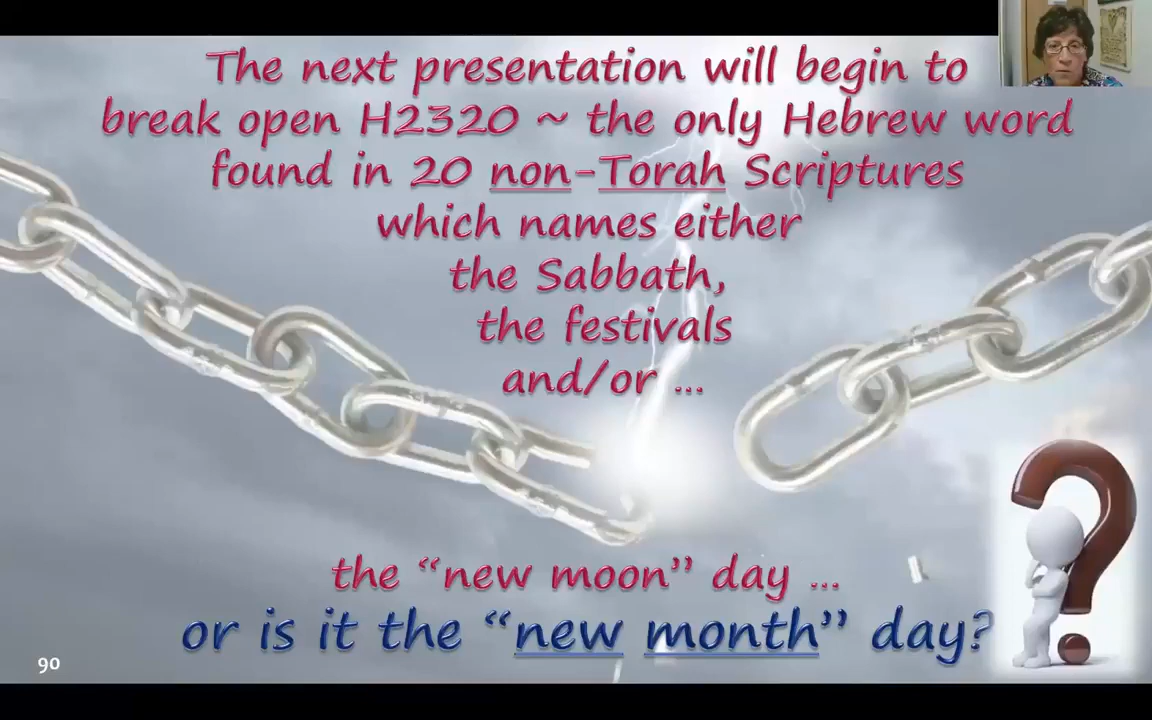 The next presentation will begin to
break open H2320 ~ the only Hebrew word
found in 20 non-Torah Scriptures
which names either
the Sabbath,
the festivals
and/or ...
the “new moon” day ...
or is it the “new month” day?
90